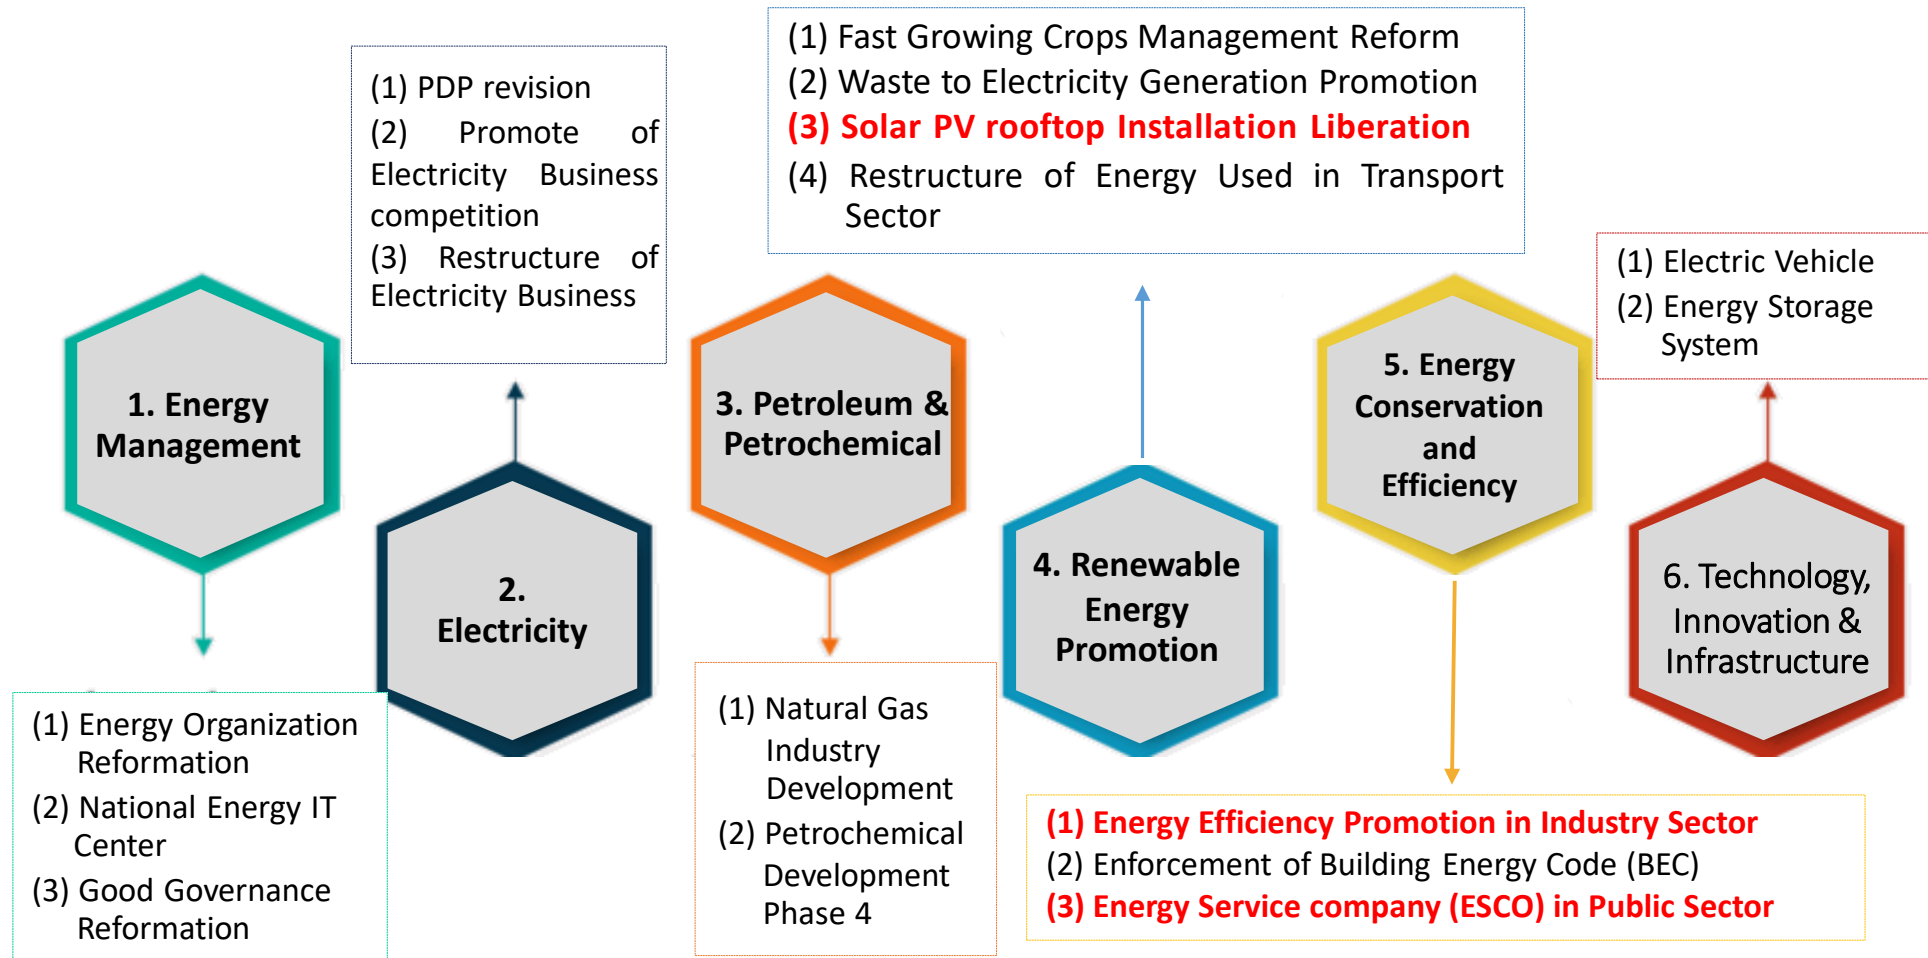 (1) PDP revision
(2) Promote of
Electricity Business
competition
(3) Restructure of
Electricity Business
(1) Fast Growing Crops Management Reform
(2) Waste to Electricity Generation Promotion
(3) Solar PV rooftop Installation Liberation
(4) Restructure of Energy Used in Transport
Sector
(1) Electric Vehicle
(2) Energy Storage
System
1. Energy
Management
2.
Electricity
3. Petroleum &
Petrochemical
4. Renewable
Energy
Promotion
5. Energy
Conservation
and
Efficiency
6. Technology,
Innovation &
Infrastructure
(1) Energy Organization
Reformation
(2) National Energy IT
Center
(3) Good Governance
Reformation
(1) Natural Gas
Industry
Development
(2) Petrochemical
Development
Phase 4
(1) Energy Efficiency Promotion in Industry Sector
(2) Enforcement of Building Energy Code (BEC)
(3) Energy Service company (ESCO) in Public Sector